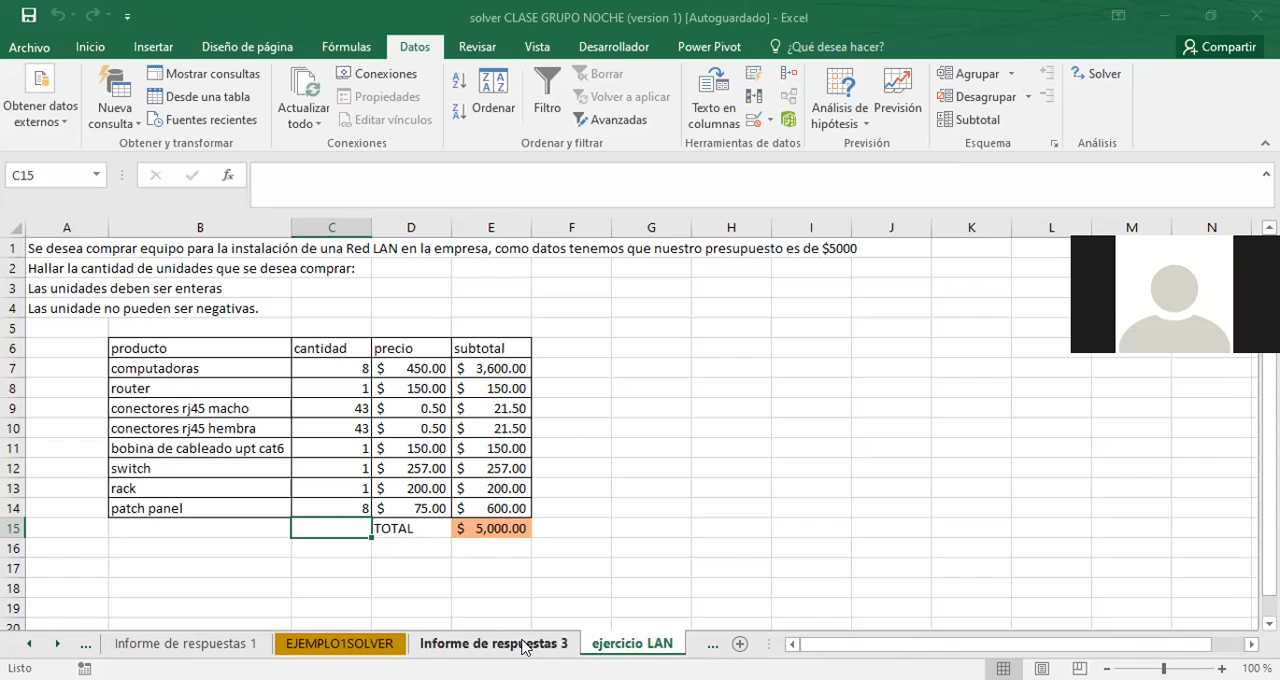 solver CLASE GRUPO NOCHE (version 1) [Autoguardado] - Excel
Archivo Inicio Insertar Diseño de página Fórmulas Datos Revisar Vista Desarrollador Power Pivot ¿Qué desea hacer? Compartir
Obtener datos externos
Nueva consulta
Mostrar consultas
Desde una tabla
Fuentes recientes
Obtener y transformar
Actualizar todo
Conexiones
Propiedades
Editar vínculos
Conexiones
Ordenar
Filtro
Borrar
Volver a aplicar
Avanzadas
Ordenar y filtrar
Texto en columnas
Herramientas de datos
Análisis de hipótesis
Previsión
Previsión
Agrupar
Desagrupar
Subtotal
Esquema
Solver
Análisis
C15 fx
A B C D E F G H I J K L M N
1 Se desea comprar equipo para la instalación de una Red LAN en la empresa, como datos tenemos que nuestro presupuesto es de $5000
2 Hallar la cantidad de unidades que se desea comprar:
3 Las unidades deben ser enteras
4 Las unidade no pueden ser negativas.
5
6 producto cantidad precio subtotal
7 computadoras 8 $ 450.00 $ 3,600.00
8 router 1 $ 150.00 $ 150.00
9 conectores rj45 macho 43 $ 0.50 $ 21.50
10 conectores rj45 hembra 43 $ 0.50 $ 21.50
11 bobina de cableado upt cat6 1 $ 150.00 $ 150.00
12 switch 1 $ 257.00 $ 257.00
13 rack 1 $ 200.00 $ 200.00
14 patch panel 8 $ 75.00 $ 600.00
15 TOTAL $ 5,000.00
16
17
18
19
20
... Informe de respuestas 1 EJEMPLO1SOLVER Informe de respuestas 3 ejercicio LAN ...
Listo 100 %